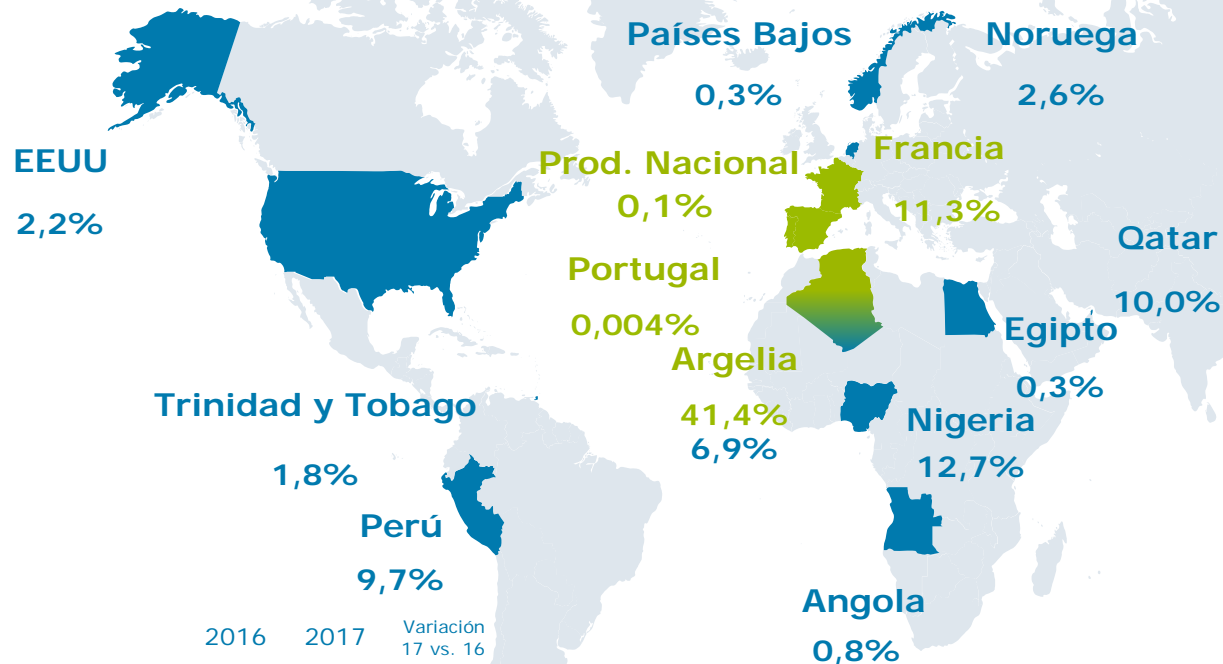 Países Bajos
0,3%
Noruega
2,6%
EEUU
2,2%
Prod. Nacional
0,1%
Francia
11,3%
Portugal
0,004%
Qatar
10,0%
Argelia
41,4%
6,9%
Egipto
0,3%
Trinidad y Tobago
1,8%
Nigeria
12,7%
Perú
9,7%
Angola
0,8%
2016 2017 Variación
17 vs. 16